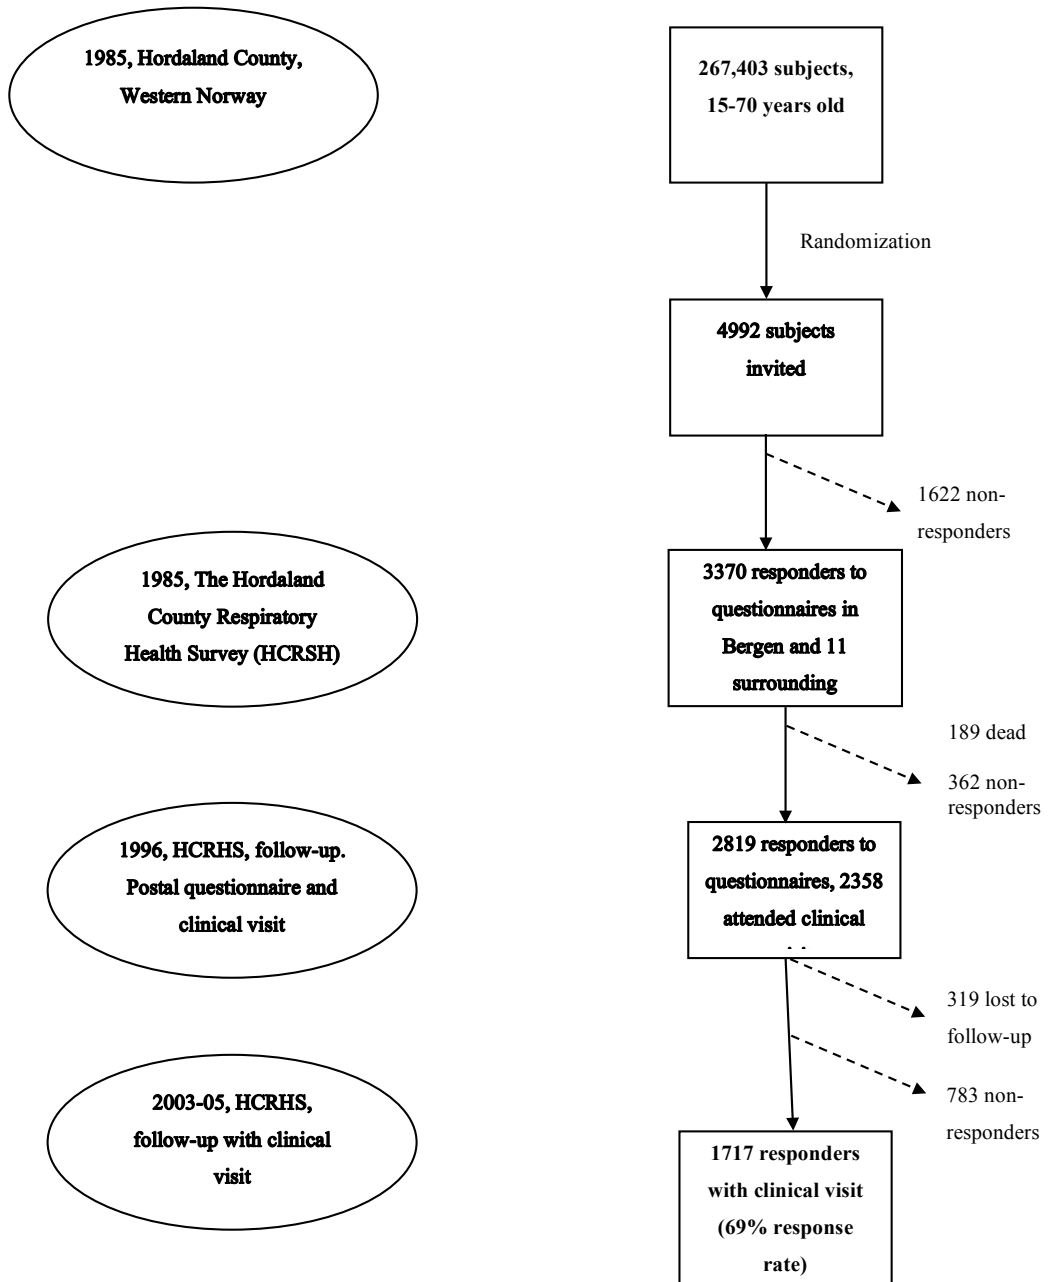 1985, Hordaland County,
Western Norway
267,403 subjects,
15-70 years old
Randomization
4992 subjects
invited
1622 non-
responders
1985, The Hordaland
County Respiratory
Health Survey (HCRSH)
3370 responders to
questionnaires in
Bergen and 11
surrounding
189 dead
362 non-
responders
1996, HCRHS, follow-up.
Postal questionnaire and
clinical visit
2819 responders to
questionnaires, 2358
attended clinical
319 lost to
follow-up
783 non-
responders
2003-05, HCRHS,
follow-up with clinical
visit
1717 responders
with clinical visit
(69% response
rate)